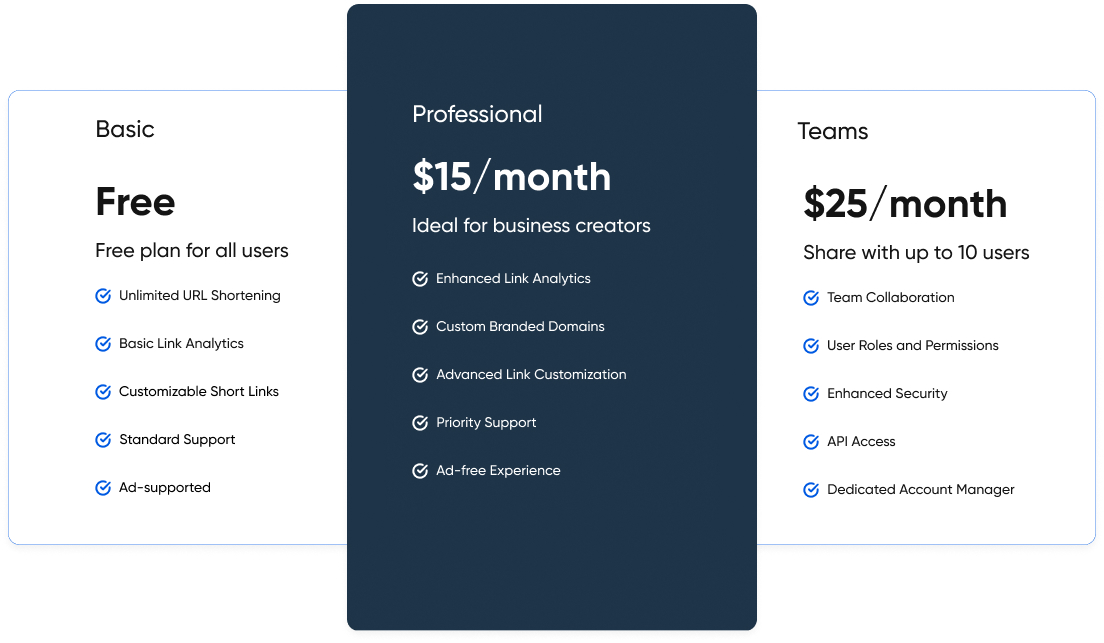 Basic
Free
Free plan for all users
Unlimited URL Shortening
Basic Link Analytics
Customizable Short Links
Standard Support
Ad-supported
Professional
$15/month
Ideal for business creators
Enhanced Link Analytics
Custom Branded Domains
Advanced Link Customization
Priority Support
Ad-free Experience
Teams
$25/month
Share with up to 10 users
Team Collaboration
User Roles and Permissions
Enhanced Security
API Access
Dedicated Account Manager